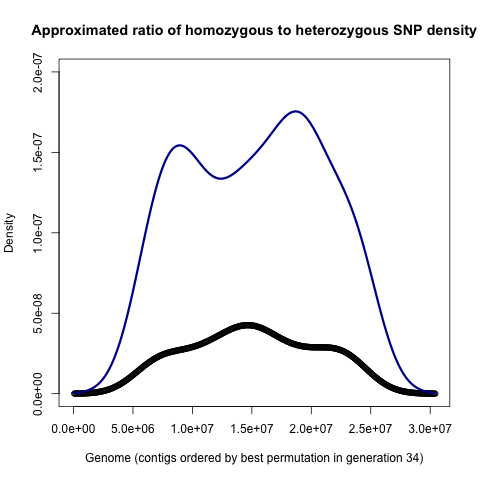 Approximated ratio of homozygous to heterozygous SNP density
Density
2.0e-07
1.5e-07
1.0e-07
5.0e-08
0.0e+00
0.0e+00 5.0e+06 1.0e+07 1.5e+07 2.0e+07 2.5e+07 3.0e+07
Genome (contigs ordered by best permutation in generation 34)